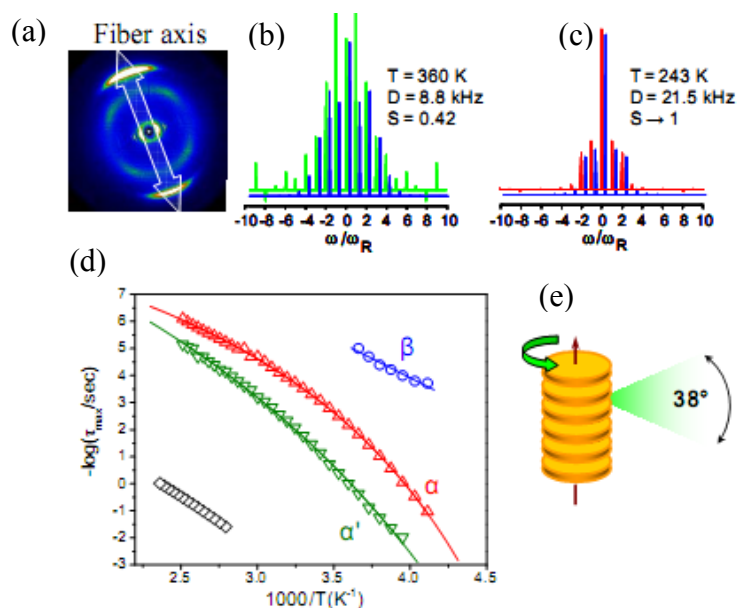 (a)
Fiber axis
(b)
T = 360 K
D = 8.8 kHz
S = 0.42
-10 -8 -6 -4 -2 0 2 4 6 8 10
ω/ωR
(c)
T = 243 K
D = 21.5 kHz
S → 1
-10 -8 -6 -4 -2 0 2 4 6 8 10
ω/ωR
(d)
7
6
5
4
3
2
1
0
-1
-2
-3
-log(τmax/sec)
β
α
α'
2.5 3.0 3.5 4.0 4.5
1000/T(K-1)
(e)
38°